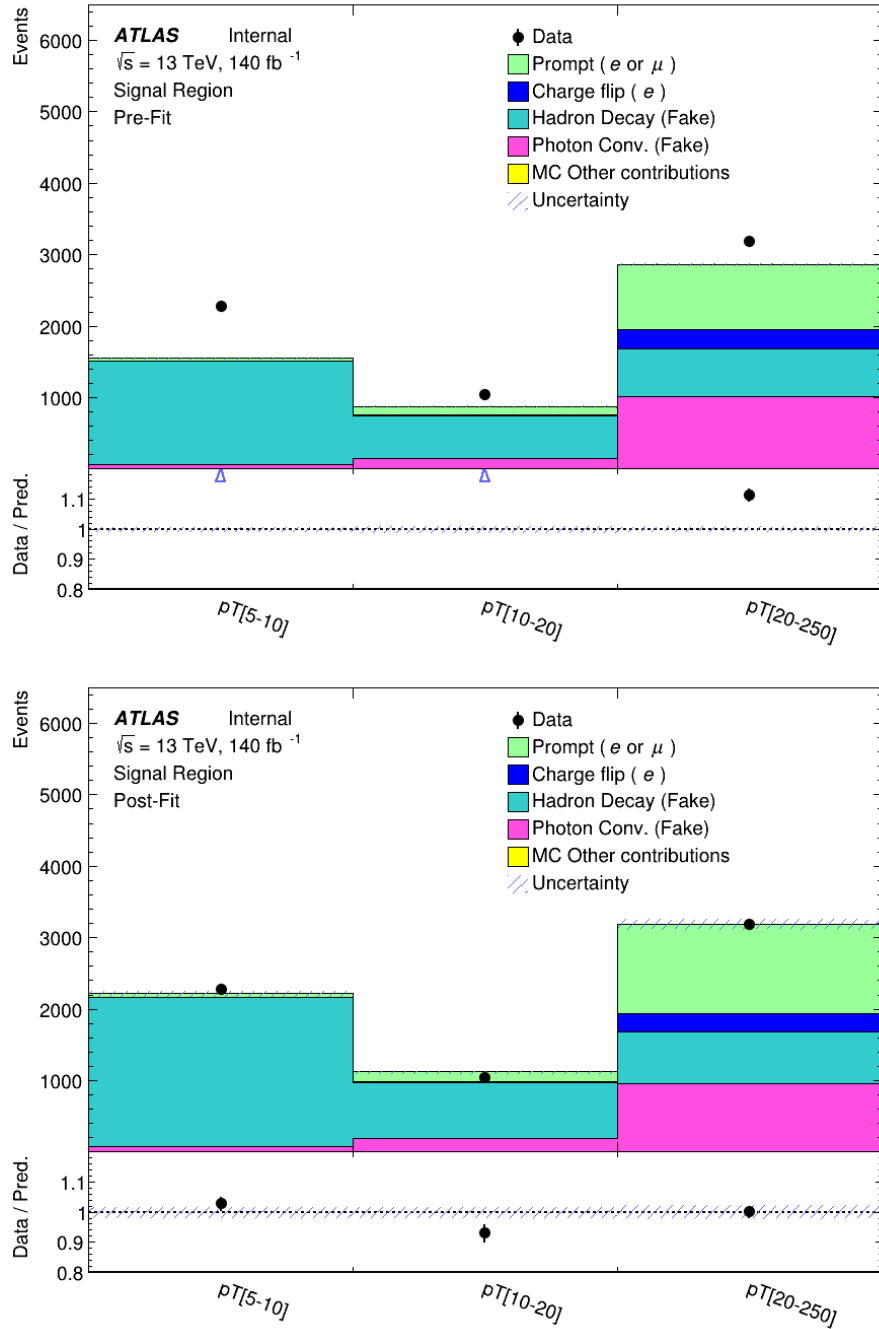 Events
6000
5000
4000
3000
2000
1000
ATLAS Internal
√s = 13 TeV, 140 fb -1
Signal Region
Pre-Fit
Data
Prompt ( e or μ )
Charge flip ( e )
Hadron Decay (Fake)
Photon Conv. (Fake)
MC Other contributions
Uncertainty
Data / Pred.
1.1
1
0.9
0.8
pT[5-10]
pT[10-20]
pT[20-250]
Events
6000
5000
4000
3000
2000
1000
ATLAS Internal
√s = 13 TeV, 140 fb -1
Signal Region
Post-Fit
Data
Prompt ( e or μ )
Charge flip ( e )
Hadron Decay (Fake)
Photon Conv. (Fake)
MC Other contributions
Uncertainty
Data / Pred.
1.1
1
0.9
0.8
pT[5-10]
pT[10-20]
pT[20-250]